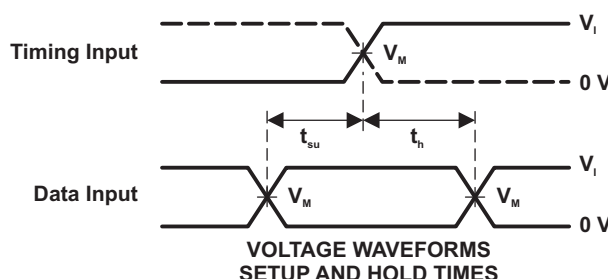 V_I
Timing Input
V_M
0 V
t_su
t_h
V_I
Data Input
V_M
V_M
0 V
VOLTAGE WAVEFORMS
SETUP AND HOLD TIMES